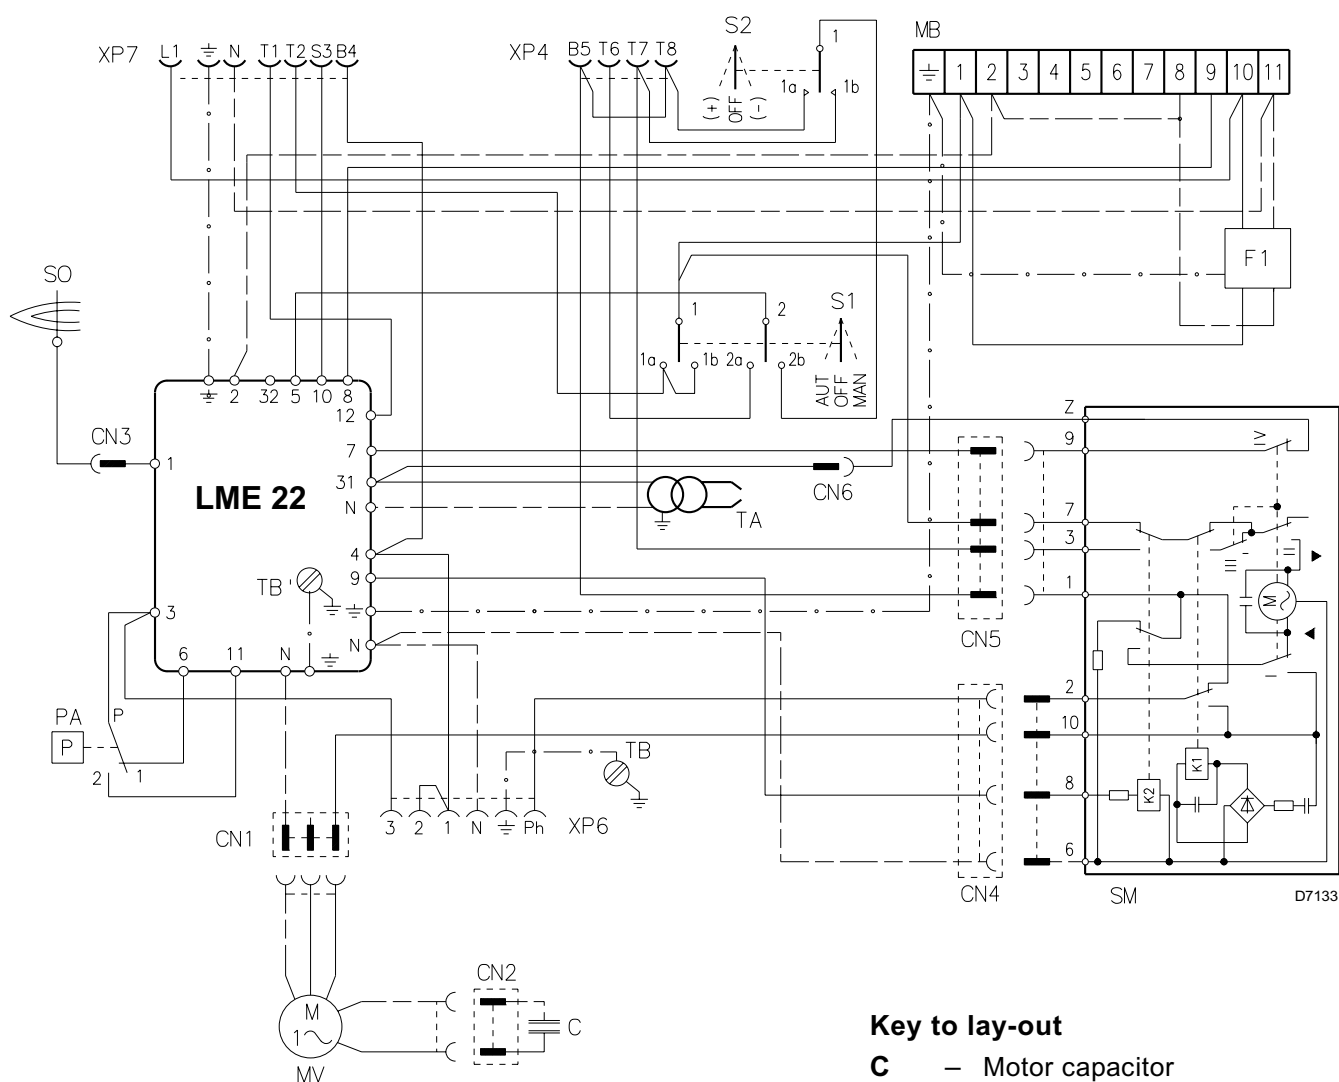 XP7 L1 N T1 T2 S3 B4
XP4 B5 T6 T7 T8
S2
1
1a 1b
(+) OFF (-)
MB
1 2 3 4 5 6 7 8 9 10 11
F1
SO
S1
1 2
1a 1b 2a 2b
AUT OFF MAN
2 32 5 10 8
12
CN3
1
7
31
N
LME 22
CN6
TA
4
9
TB
3
N
6 11 N
Z
9
7
3
1
CN5
IV
III
II
M
I
PA
P
P
2 1
2
10
8
6
K1
K2
CN4
SM
D7133
TB
3 2 1 N Ph XP6
CN1
CN2
C
M
1
MV
Key to lay-out
C – Motor capacitor